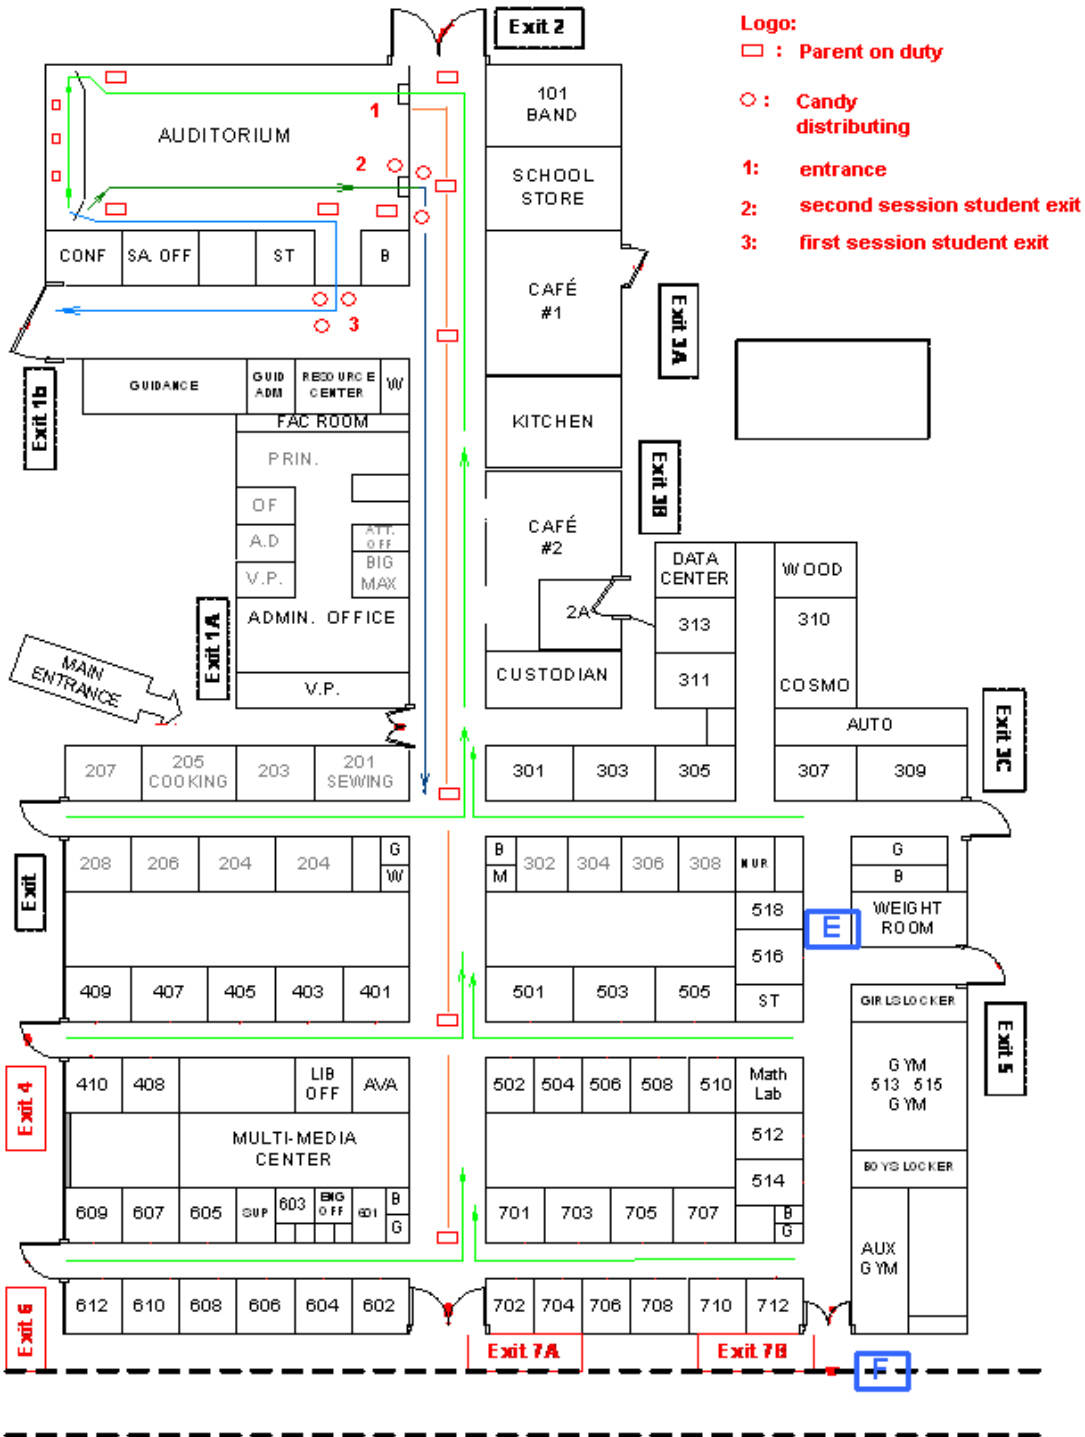 Exit 2
Logo:
: Parent on duty
: Candy
distributing
1: entrance
2: second session student exit
3: first session student exit
1
AUDITORIUM
2
101
BAND
SCHOOL
STORE
CONF
SA. OFF
ST
B
CAFÉ
#1
3
Exit 3A
GUIDANCE
GUID
ADM
RESOURCE
CENTER
W
Exit 1b
FAC ROOM
KITCHEN
PRIN.
Exit 3B
OF
A.D
ATT.
OFF
V.P.
BIG
MAX
CAFÉ
#2
2A
DATA
CENTER
WOOD
313
310
Exit 1A
ADMIN. OFFICE
MAIN
ENTRANCE
V.P.
CUSTODIAN
311
COSMO
AUTO
Exit 3C
207
205
COOKING
203
201
SEWING
301
303
305
307
309
Exit
208
206
204
204
G
W
B
M
302
304
306
308
NUR
G
B
518
E
WEIGHT
ROOM
516
409
407
405
403
401
501
503
505
ST
GIRLS LOCKER
Exit 5
Exit 4
410
408
LIB
OFF
AVA
502
504
506
508
510
Math
Lab
GYM
513 515
GYM
MULTI-MEDIA
CENTER
512
514
BOYS LOCKER
609
607
605
SUP
603
ENG
OFF
601
B
G
701
703
705
707
B
G
AUX
GYM
Exit 6
612
610
608
606
604
602
702
704
706
708
710
712
Exit 7A
Exit 7B
F